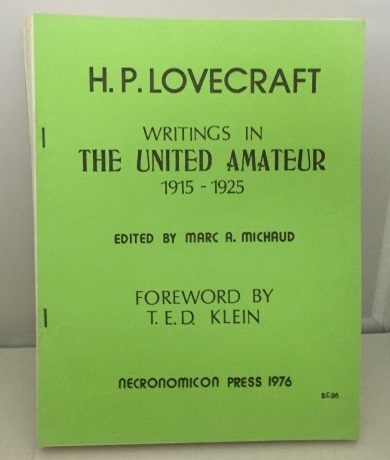 H.P. LOVECRAFT
WRITINGS IN
THE UNITED AMATEUR
1915 - 1925
EDITED BY MARC A. MICHAUD
FOREWORD BY
T.E.D. KLEIN
NECRONOMICON PRESS 1976
$5.95